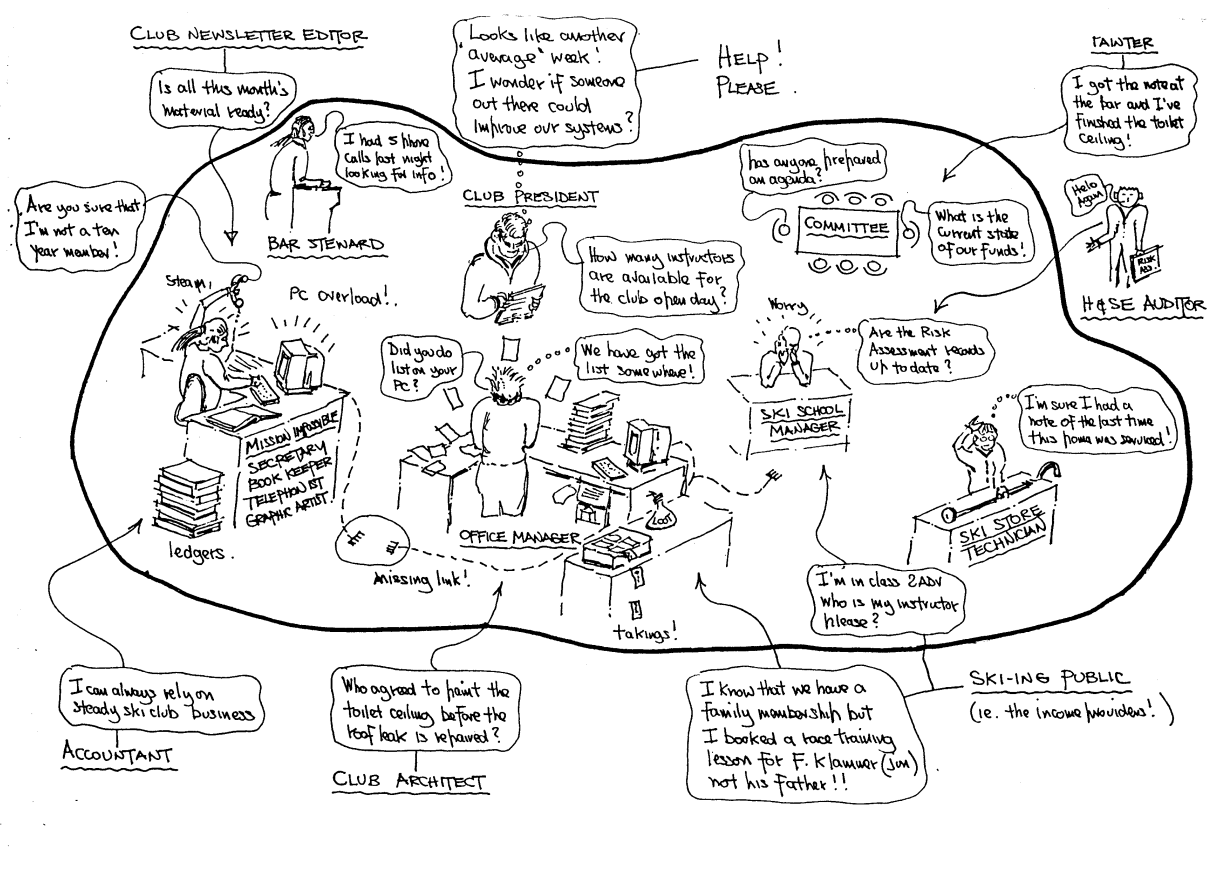 CLUB NEWSLETTER EDITOR
Is all this month's
material ready?
Looks like another
'average' week!
I wonder if someone
out there could
improve our systems?
HELP!
PLEASE.
PAINTER
I got the note at
the bar and I've
finished the toilet
ceiling!
I had 5 phone
calls last night
looking for info!
BAR STEWARD
Are you sure that
I'm not a ten
year member!
CLUB PRESIDENT
How many instructors
are available for
the club open day?
has anyone prepared
an agenda?
COMMITTEE
What is the
current state
of our funds!
Helo
Again
RISK
ASS.
H&SE AUDITOR
Steam!
PC overload!.
MISSION IMPOSSIBLE
SECRETARY
BOOK KEEPER
TELEPHONIST
GRAPHIC ARTIST
ledgers.
Did you do
list on your
PC?
We have got the
list somewhere!
OFFICE MANAGER
LOOT
takings!
missing link!
Worry
Are the Risk
Assessment records
up to date?
SKI SCHOOL
MANAGER
I'm sure I had a
note of the last time
this poma was serviced!
SKI STORE
TECHNICIAN
I'm in class 2ADV
who is my instructor
please?
I can always rely on
steady ski club business
ACCOUNTANT
Who agreed to paint the
toilet ceiling before the
roof leak is repaired?
CLUB ARCHITECT
I know that we have a
family membership but
I booked a race training
lesson for F. Klammer (Jun)
not his father!!
SKI-ING PUBLIC
(ie. the income providers!)